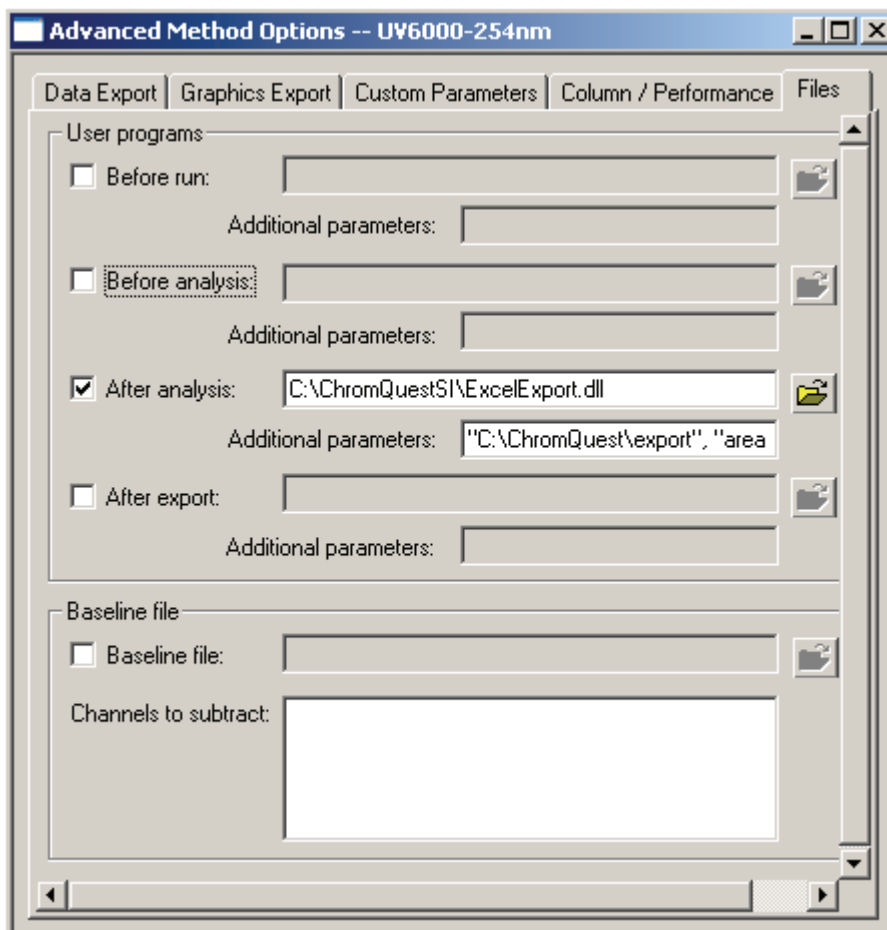 Advanced Method Options -- UV6000-254nm
Data Export Graphics Export Custom Parameters Column / Performance Files
User programs
Before run:
Additional parameters:
Before analysis:
Additional parameters:
After analysis: C:\ChromQuestSI\ExcelExport.dll
Additional parameters: "C:\ChromQuest\export", "area
After export:
Additional parameters:
Baseline file
Baseline file:
Channels to subtract: